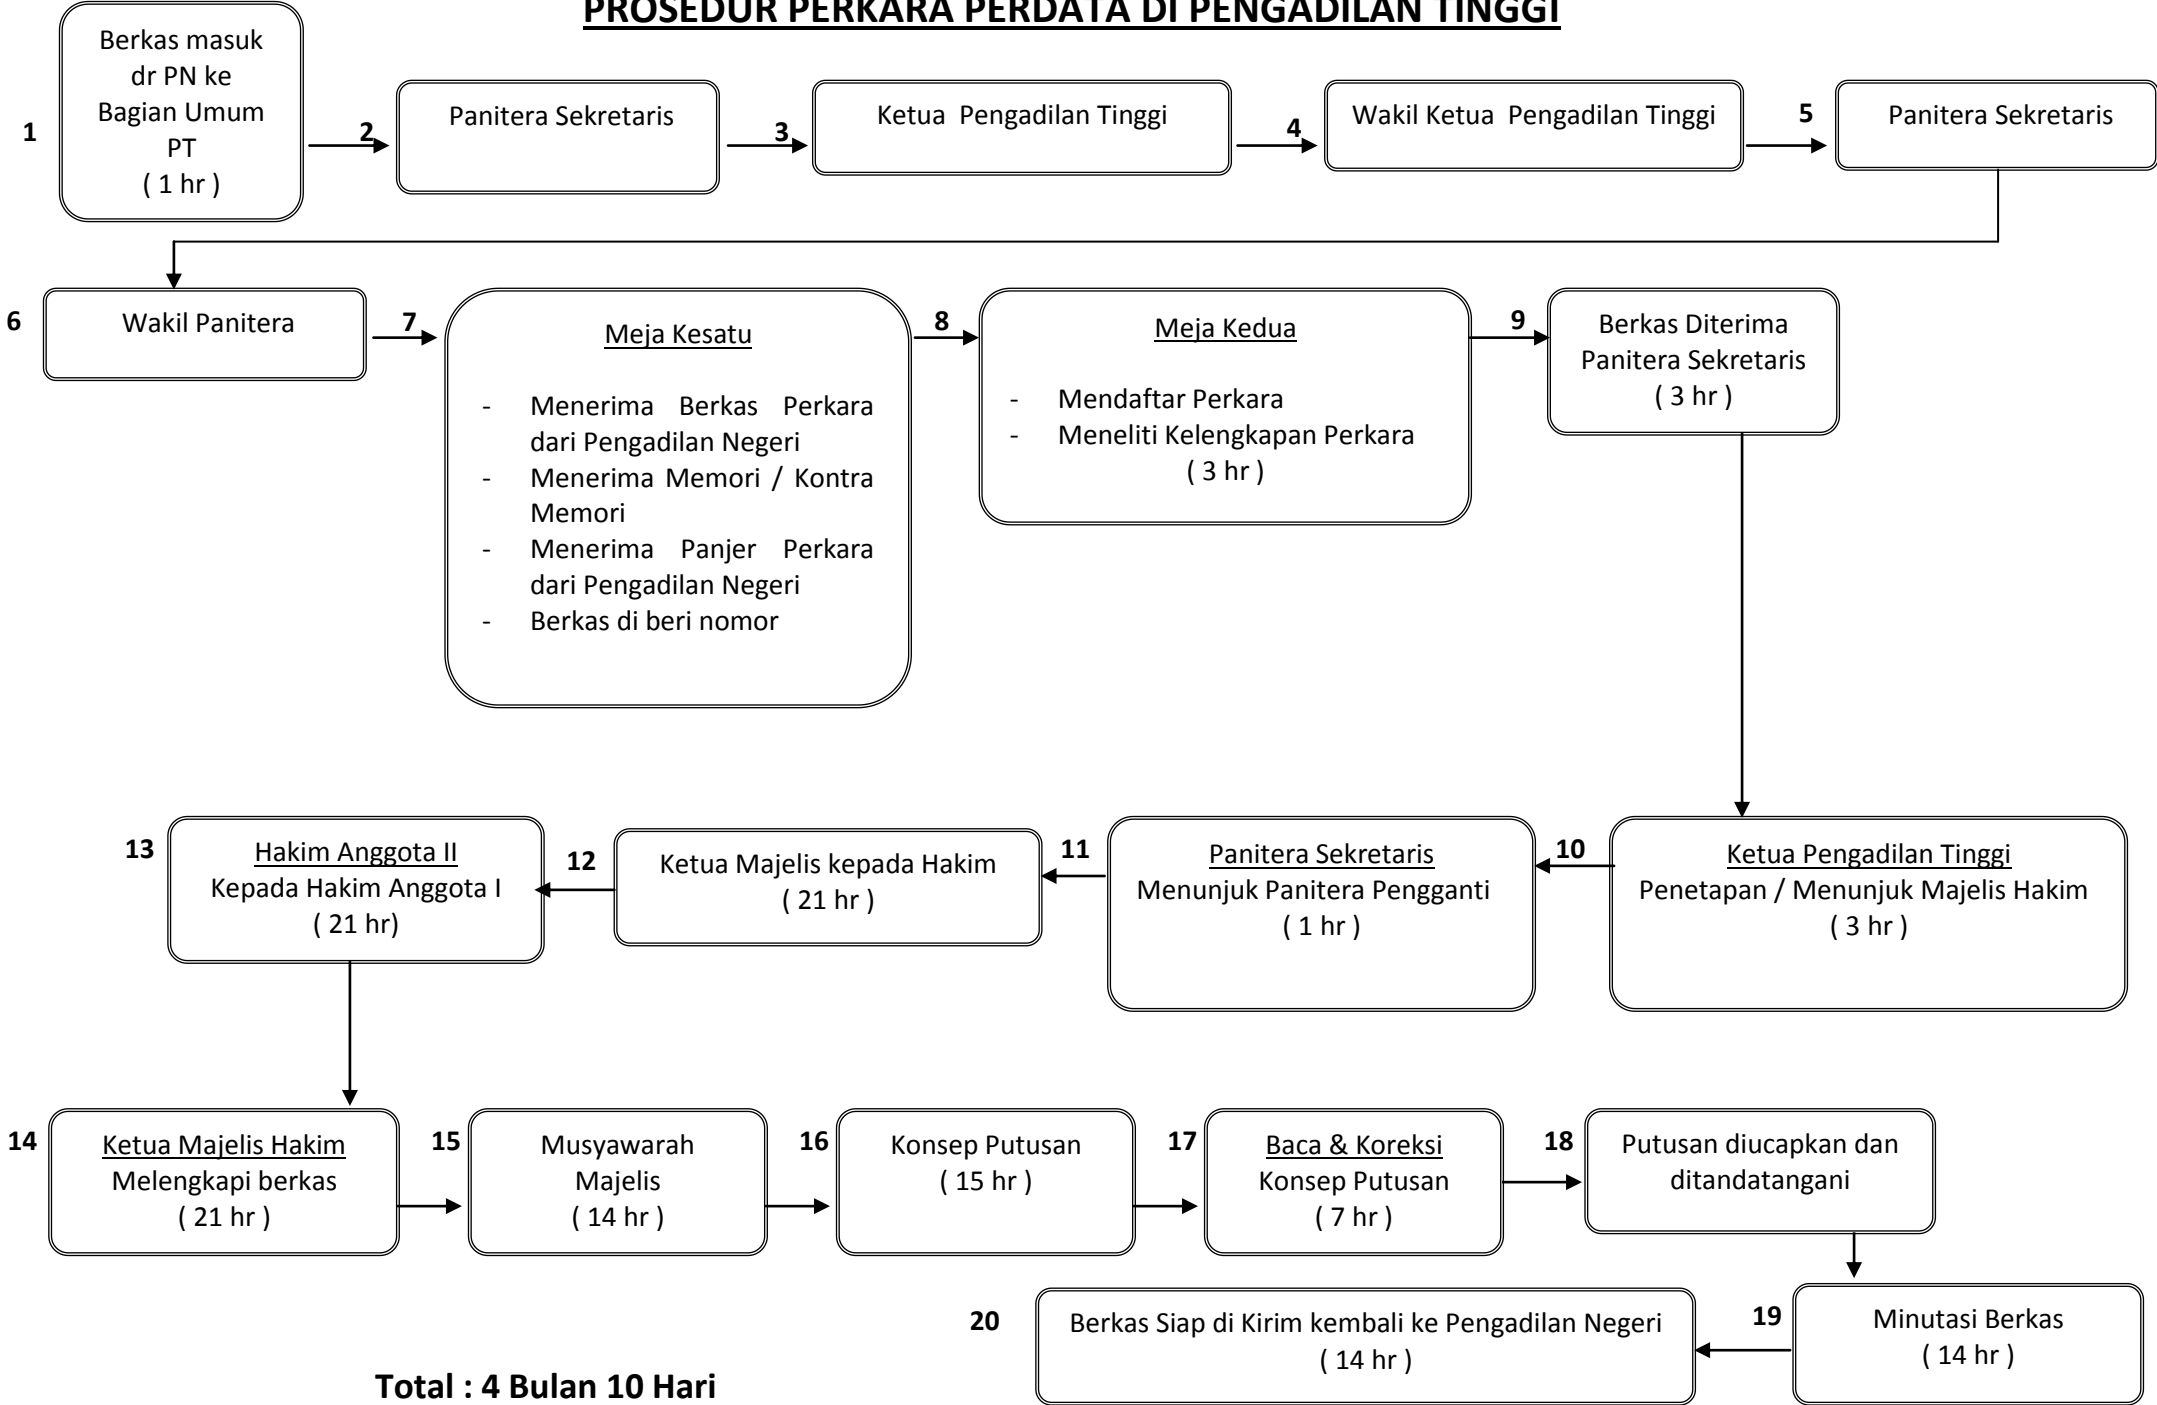 PROSEDUR PERKARA PERDATA DI PENGADILAN TINGGI
1
Berkas masuk
dr PN ke
Bagian Umum
PT
( 1 hr )
2
Panitera Sekretaris
3
Ketua  Pengadilan Tinggi
4
Wakil Ketua  Pengadilan Tinggi
5
Panitera Sekretaris
6
Wakil Panitera
7
Meja Kesatu
- Menerima Berkas Perkara
dari Pengadilan Negeri
- Menerima Memori / Kontra
Memori
- Menerima Panjer Perkara
dari Pengadilan Negeri
- Berkas di beri nomor
8
Meja Kedua
- Mendaftar Perkara
- Meneliti Kelengkapan Perkara
( 3 hr )
9
Berkas Diterima
Panitera Sekretaris
( 3 hr )
10
Ketua Pengadilan Tinggi
Penetapan / Menunjuk Majelis Hakim
( 3 hr )
11
Panitera Sekretaris
Menunjuk Panitera Pengganti
( 1 hr )
12
Ketua Majelis kepada Hakim
( 21 hr )
13
Hakim Anggota II
Kepada Hakim Anggota I
( 21 hr)
14
Ketua Majelis Hakim
Melengkapi berkas
( 21 hr )
15
Musyawarah
Majelis
( 14 hr )
16
Konsep Putusan
( 15 hr )
17
Baca & Koreksi
Konsep Putusan
( 7 hr )
18
Putusan diucapkan dan
ditandatangani
19
Minutasi Berkas
( 14 hr )
20
Berkas Siap di Kirim kembali ke Pengadilan Negeri
( 14 hr )
Total : 4 Bulan 10 Hari